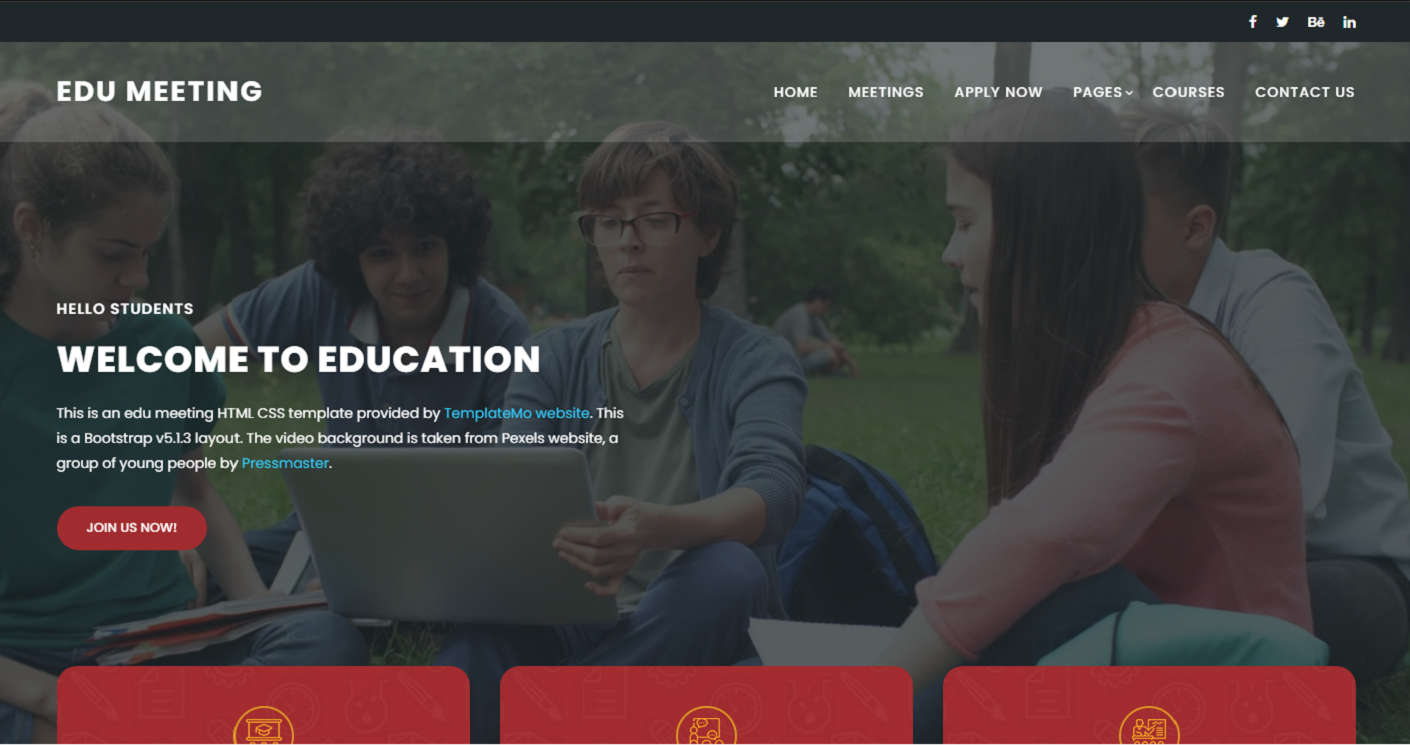 Bē
EDU MEETING
HOME MEETINGS APPLY NOW PAGES COURSES CONTACT US
HELLO STUDENTS
WELCOME TO EDUCATION
This is an edu meeting HTML CSS template provided by TemplateMo website. This
is a Bootstrap v5.1.3 layout. The video background is taken from Pexels website, a
group of young people by Pressmaster.
JOIN US NOW!